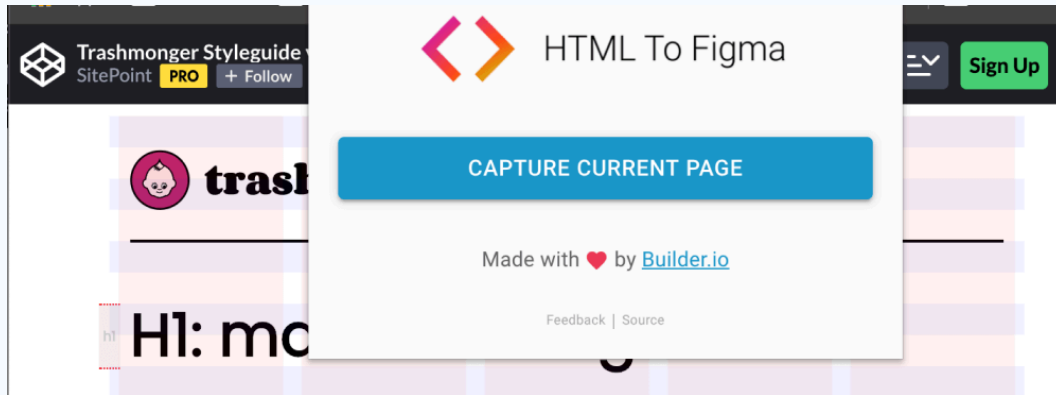 Trashmonger Styleguide
SitePoint PRO + Follow
HTML To Figma
Sign Up
CAPTURE CURRENT PAGE
Made with ❤ by Builder.io
h1
H1:
Feedback | Source